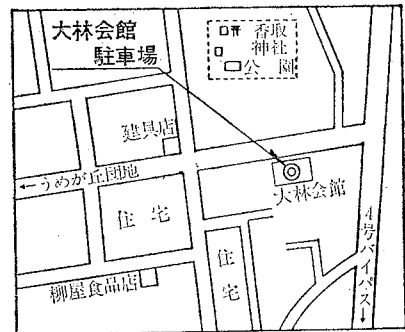 大林会館
駐車場
香取
神社
公園
建具店
←うめが丘団地
大林会館
住宅
住宅
4号バイパス→
柳屋食品店